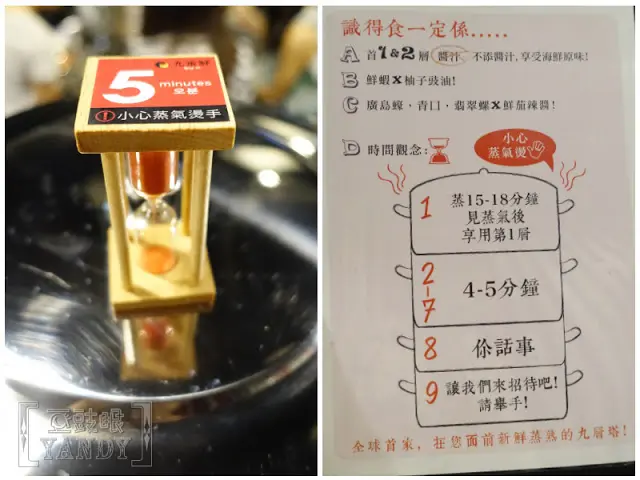 5
minutes
全熟
小心蒸氣燙手
豆豉眼
YANDY
識得食一定係.....
A 首1&2層 醬汁 不添醬汁,享受海鮮原味!
B 鮮蝦X柚子豉油!
C 廣島蠔,青口,翡翠螺X鮮茄辣醬!
D 時間觀念:
小心
蒸氣燙
1
蒸15-18分鐘
見蒸氣後
享用第1層
2-7
4-5分鐘
8
你話事
9
讓我們來招待吧!
請舉手!
全球首家, 在您面前新鮮蒸熟的九層塔!